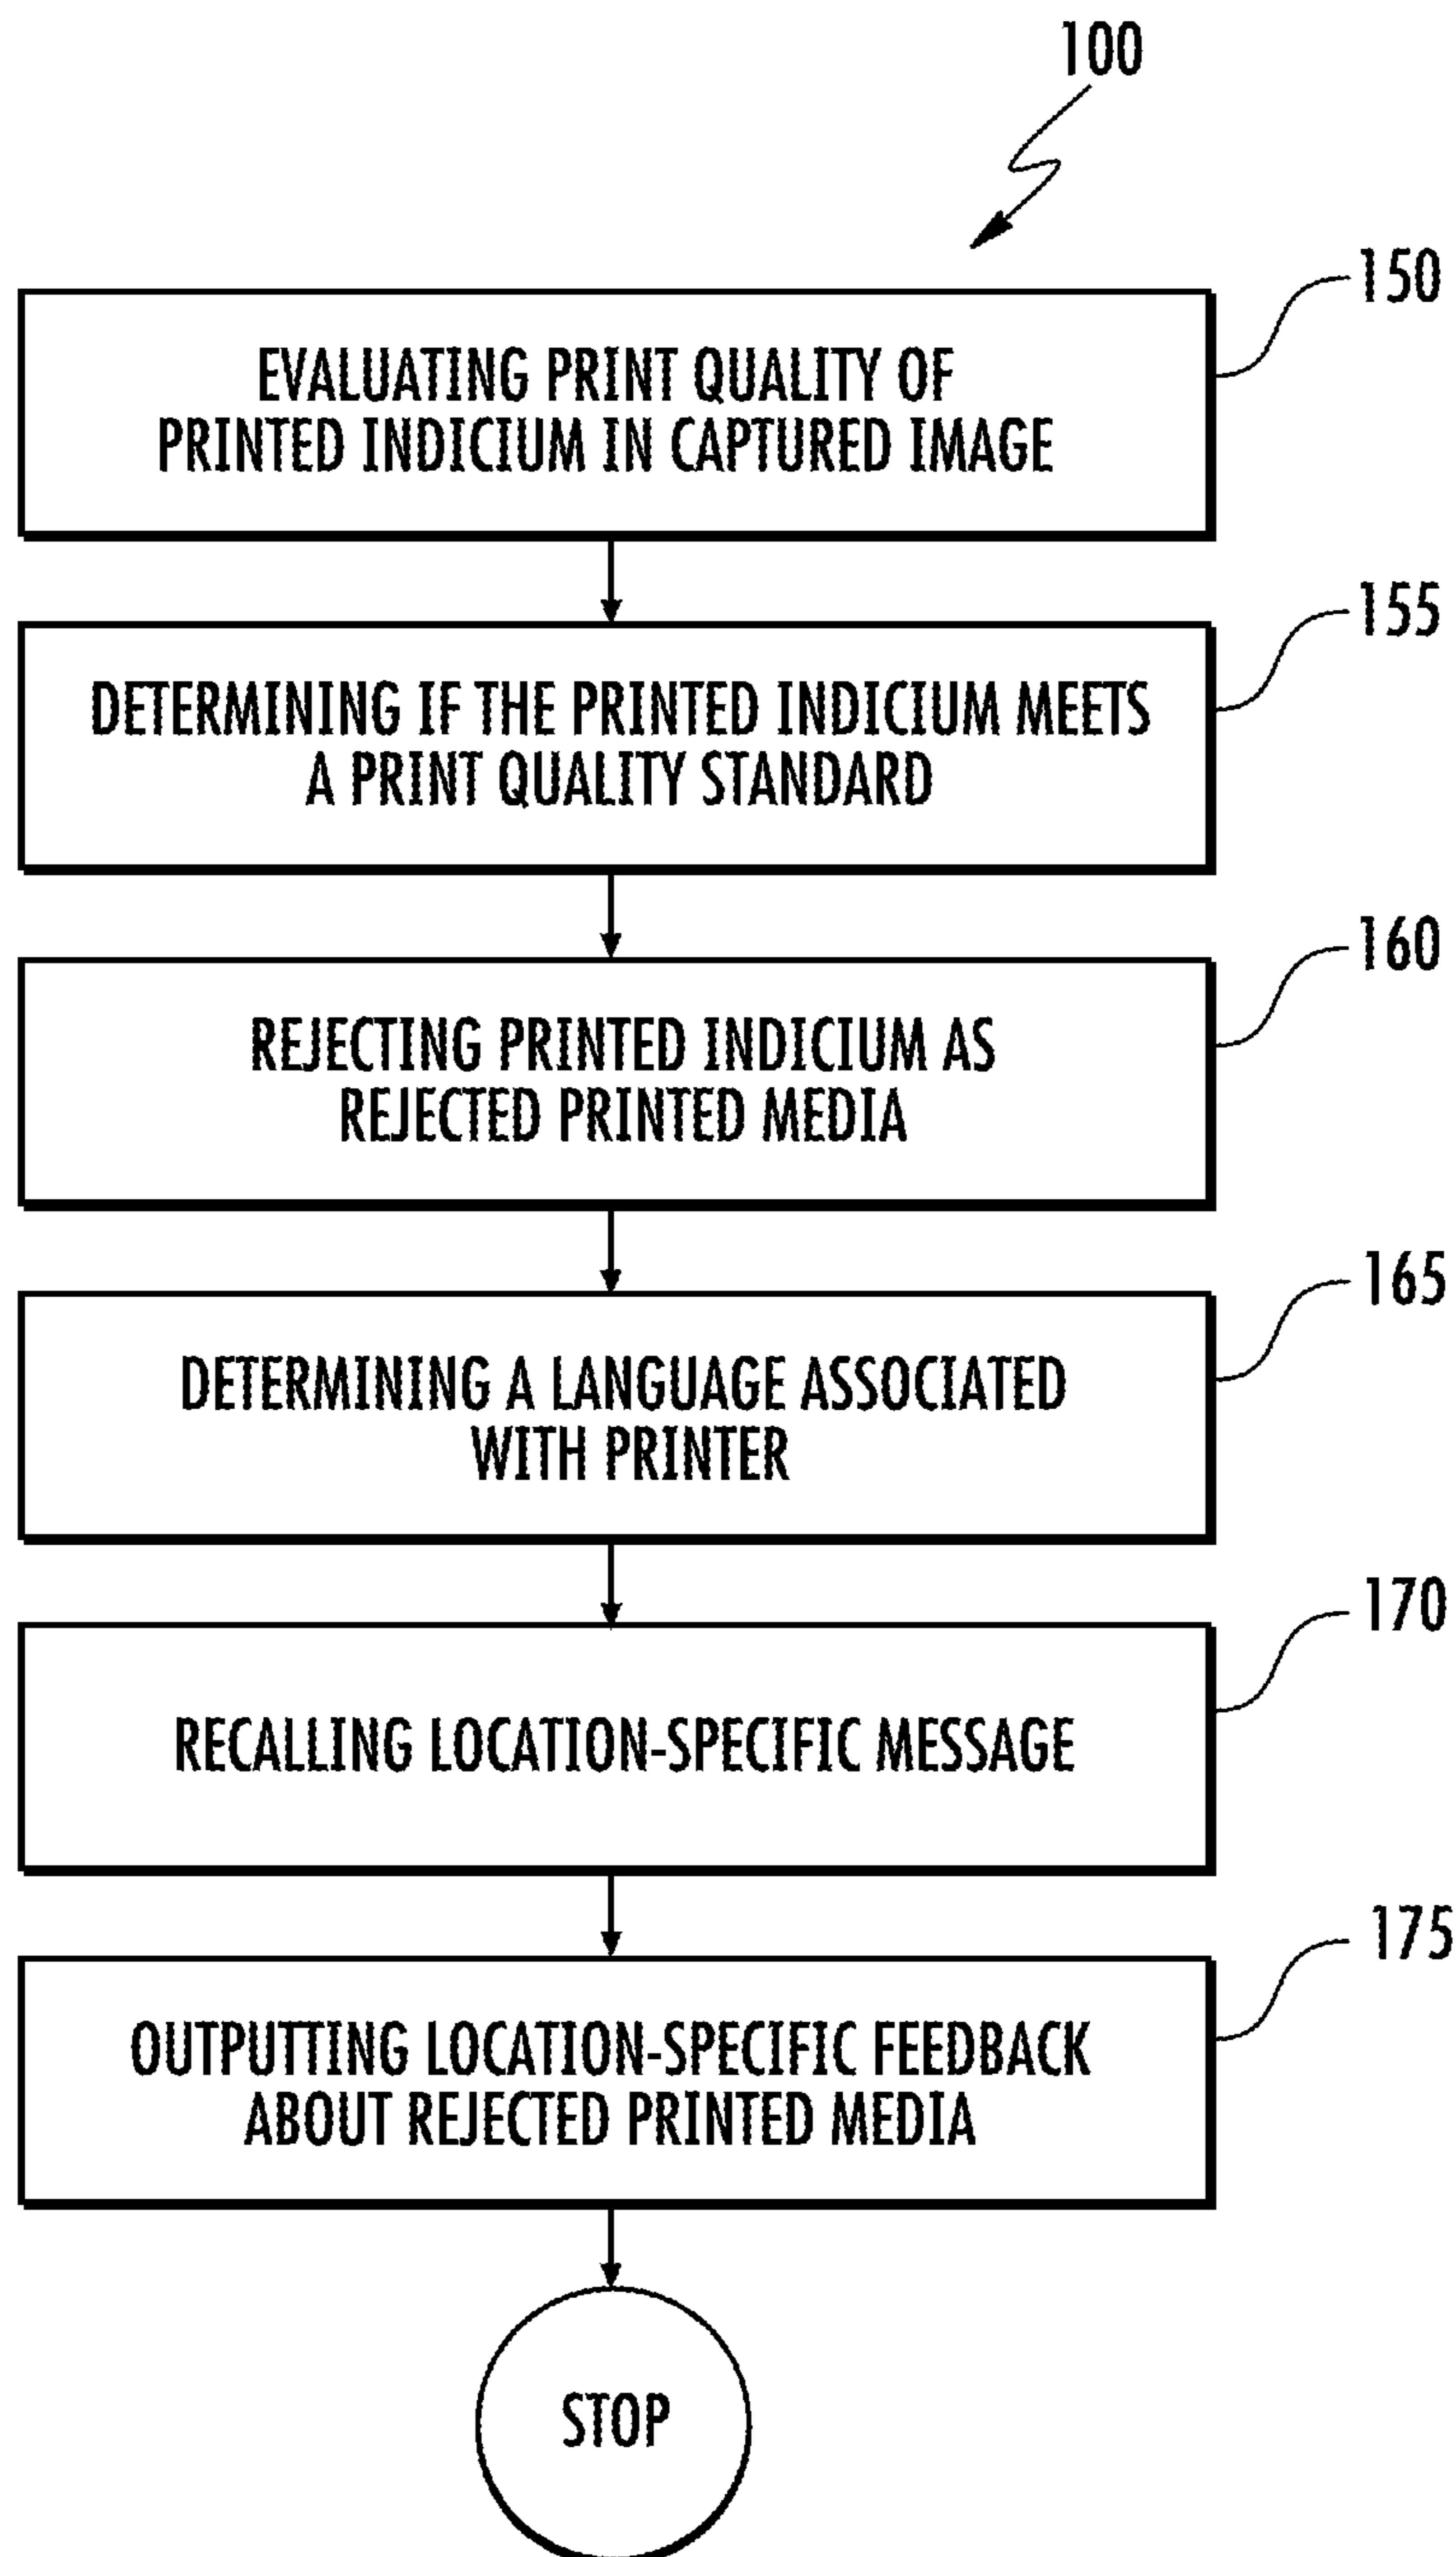 100
150
EVALUATING PRINT QUALITY OF
PRINTED INDICIUM IN CAPTURED IMAGE
155
DETERMINING IF THE PRINTED INDICIUM MEETS
A PRINT QUALITY STANDARD
160
REJECTING PRINTED INDICIUM AS
REJECTED PRINTED MEDIA
165
DETERMINING A LANGUAGE ASSOCIATED
WITH PRINTER
170
RECALLING LOCATION-SPECIFIC MESSAGE
175
OUTPUTTING LOCATION-SPECIFIC FEEDBACK
ABOUT REJECTED PRINTED MEDIA
STOP